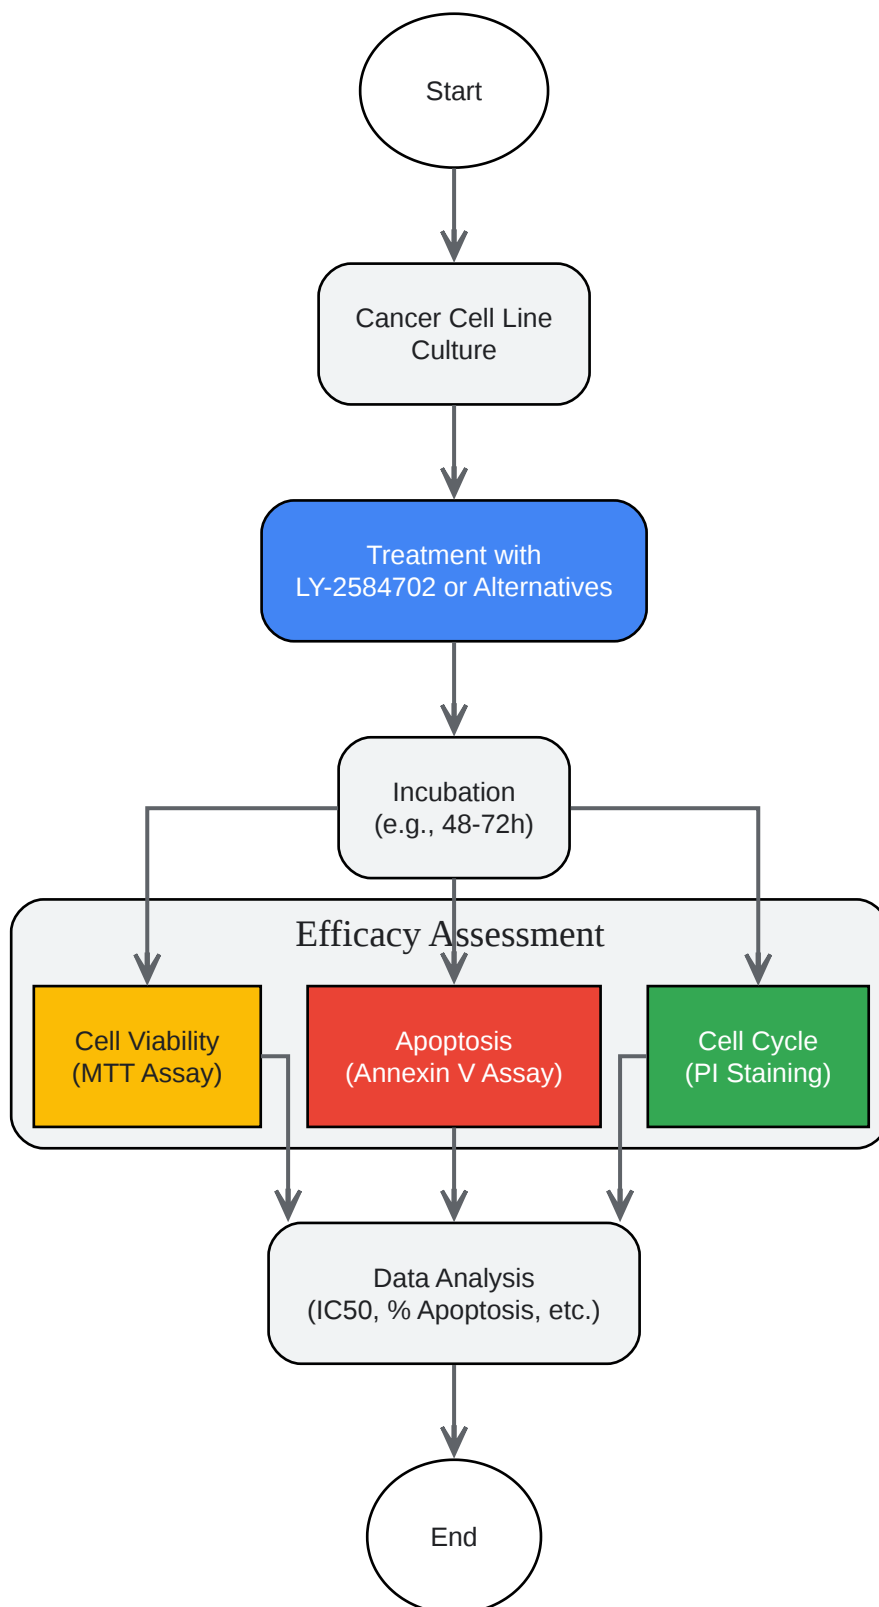 Start
Cancer Cell Line
Culture
Treatment with
LY-2584702 or Alternatives
Incubation
(e.g., 48-72h)
Efficacy Assessment
Cell Viability
(MTT Assay)
Apoptosis
(Annexin V Assay)
Cell Cycle
(PI Staining)
Data Analysis
(IC50, % Apoptosis, etc.)
End